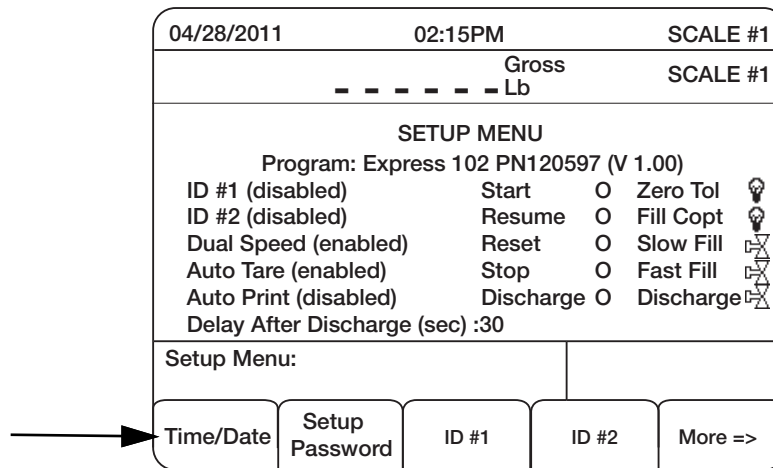 04/28/2011 02:15PM SCALE #1
Gross SCALE #1
_ _ _ _ _ _ Lb
SETUP MENU
Program: Express 102 PN120597 (V 1.00)
ID #1 (disabled) Start O Zero Tol
ID #2 (disabled) Resume O Fill Copt
Dual Speed (enabled) Reset O Slow Fill
Auto Tare (enabled) Stop O Fast Fill
Auto Print (disabled) Discharge O Discharge
Delay After Discharge (sec) :30
Setup Menu:
Time/Date Setup Password ID #1 ID #2 More =>